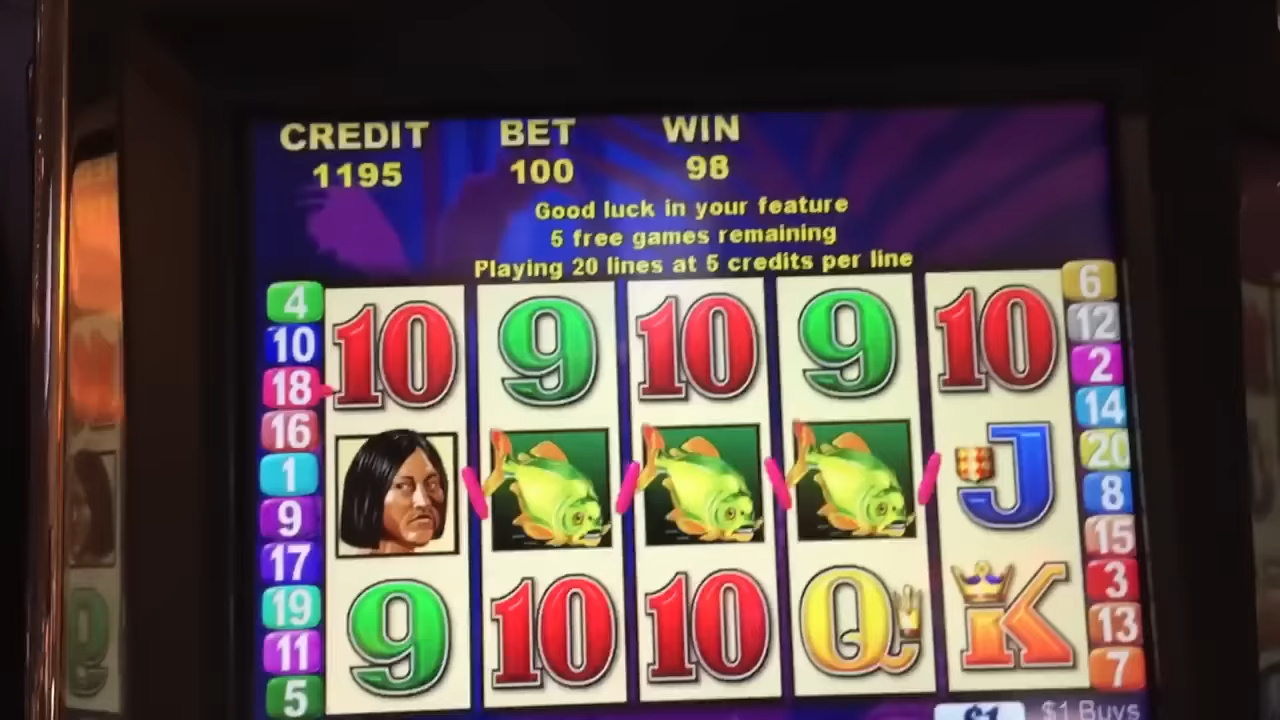 CREDIT BET WIN
1195 100 98
Good luck in your feature
5 free games remaining
Playing 20 lines at 5 credits per line
4 10 9 10 9 10 6
10 12
18 2
16 14
1 J 20
9 8
17 15
19 9 10 10 Q K 3
11 13
5 7
$1 $1 Buys